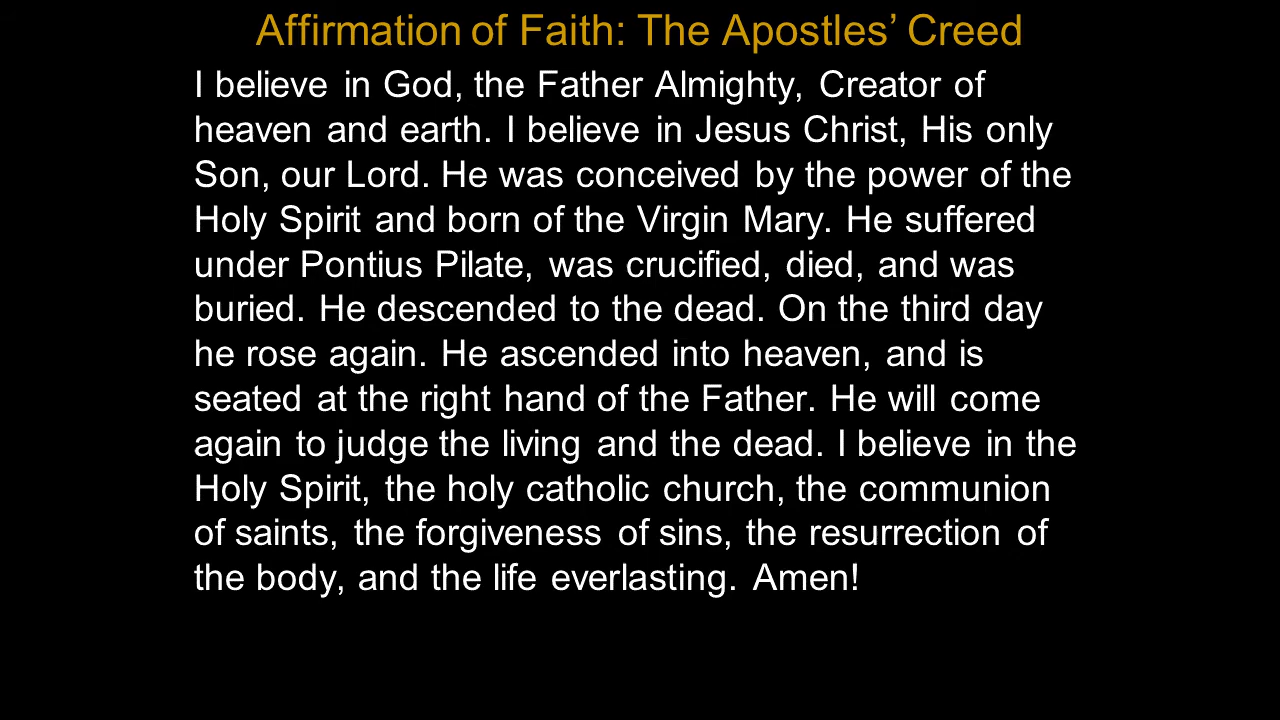 Affirmation of Faith: The Apostles’ Creed
I believe in God, the Father Almighty, Creator of
heaven and earth. I believe in Jesus Christ, His only
Son, our Lord. He was conceived by the power of the
Holy Spirit and born of the Virgin Mary. He suffered
under Pontius Pilate, was crucified, died, and was
buried. He descended to the dead. On the third day
he rose again. He ascended into heaven, and is
seated at the right hand of the Father. He will come
again to judge the living and the dead. I believe in the
Holy Spirit, the holy catholic church, the communion
of saints, the forgiveness of sins, the resurrection of
the body, and the life everlasting. Amen!